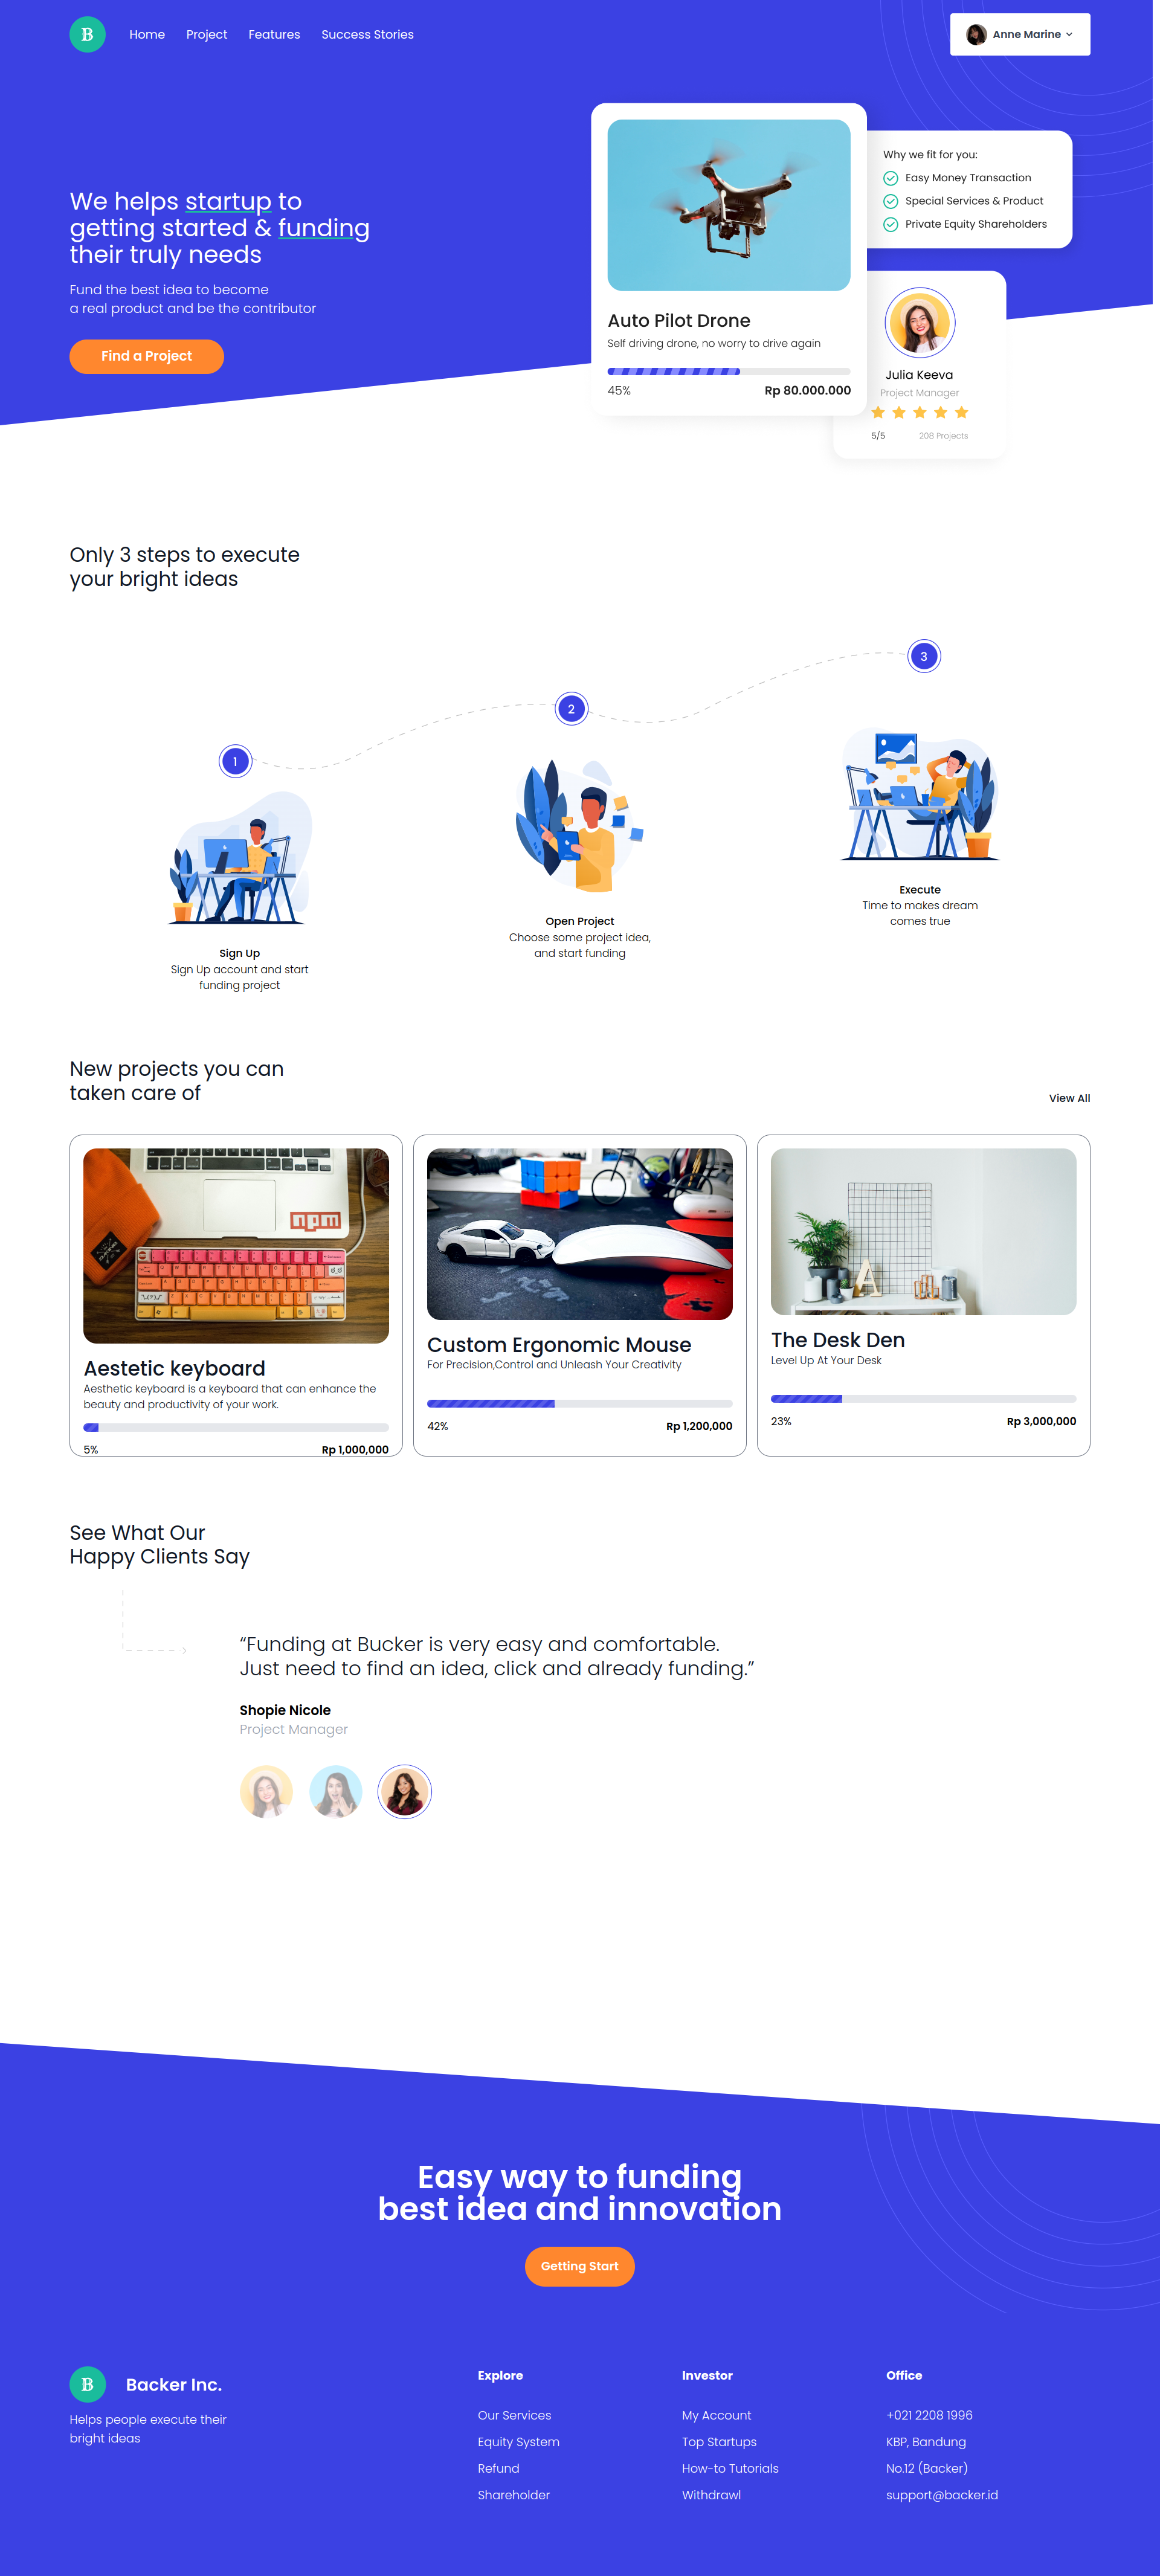 B
Home
Project
Features
Success Stories
Anne Marine
We helps startup to
getting started & funding
their truly needs
Fund the best idea to become
a real product and be the contributor
Find a Project
Auto Pilot Drone
Self driving drone, no worry to drive again
45%
Rp 80.000.000
Why we fit for you:
Easy Money Transaction
Special Services & Product
Private Equity Shareholders
Julia Keeva
Project Manager
5/5
208 Projects
Only 3 steps to execute
your bright ideas
1
2
3
Sign Up
Sign Up account and start
funding project
Open Project
Choose some project idea,
and start funding
Execute
Time to makes dream
comes true
New projects you can
taken care of
View All
npm
Aestetic keyboard
Aesthetic keyboard is a keyboard that can enhance the
beauty and productivity of your work.
5%
Rp 1,000,000
Custom Ergonomic Mouse
For Precision,Control and Unleash Your Creativity
42%
Rp 1,200,000
A
The Desk Den
Level Up At Your Desk
23%
Rp 3,000,000
See What Our
Happy Clients Say
“Funding at Bucker is very easy and comfortable.
Just need to find an idea, click and already funding.”
Shopie Nicole
Project Manager
Easy way to funding
best idea and innovation
Getting Start
B
Backer Inc.
Helps people execute their
bright ideas
Explore
Our Services
Equity System
Refund
Shareholder
Investor
My Account
Top Startups
How-to Tutorials
Withdrawl
Office
+021 2208 1996
KBP, Bandung
No.12 (Backer)
support@backer.id